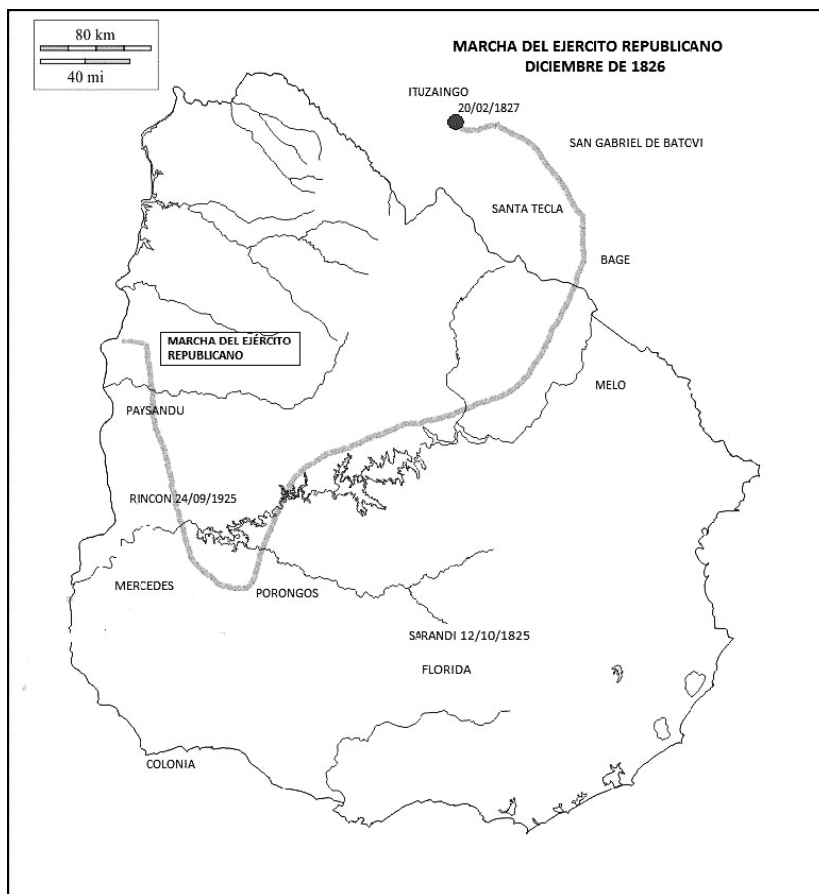 80 km
40 mi
MARCHA DEL EJERCITO REPUBLICANO
DICIEMBRE DE 1826
ITUZAINGO
20/02/1827
SAN GABRIEL DE BATOVI
SANTA TECLA
BAGE
MARCHA DEL EJÉRCITO
REPUBLICANO
MELO
PAYSANDU
RINCON 24/09/1925
MERCEDES
PORONGOS
SARANDI 12/10/1825
FLORIDA
COLONIA